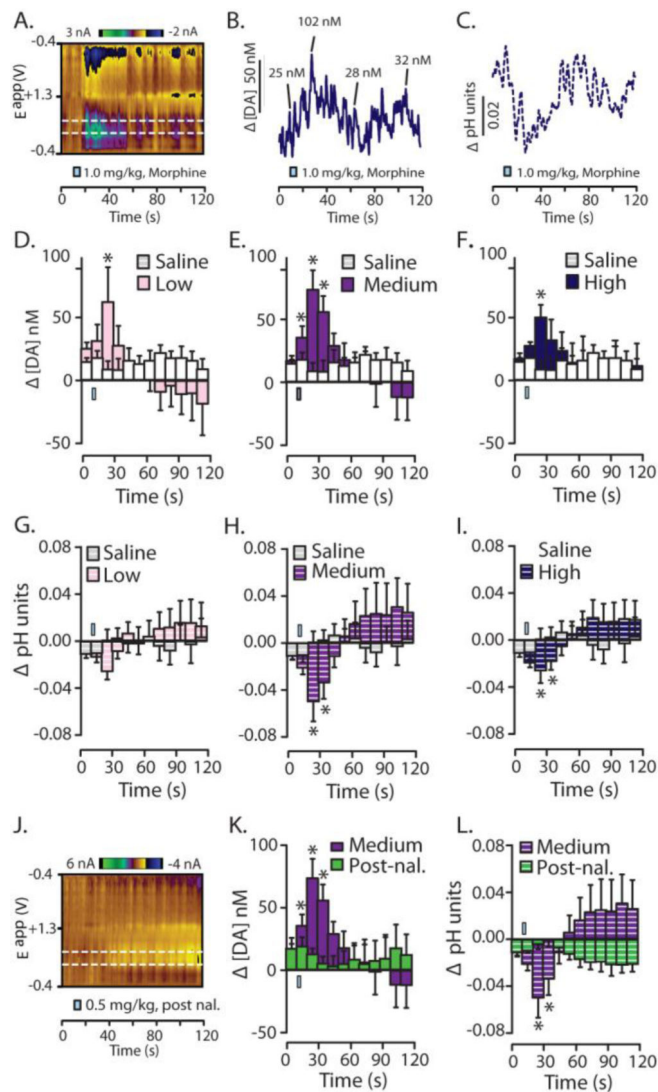 A.
3 nA -2 nA
-0.4
+1.3
-0.4
E app (V)
1.0 mg/kg, Morphine
0 40 80 120
Time (s)
B.
102 nM
25 nM
28 nM
32 nM
Δ [DA] 50 nM
1.0 mg/kg, Morphine
0 20 40 60 80 100 120
Time (s)
C.
Δ pH units
0.02
1.0 mg/kg, Morphine
0 20 40 60 80 100 120
Time (s)
D.
Saline
Low
*
100
50
0
-50
Δ [DA] nM
0 30 60 90 120
Time (s)
E.
Saline
Medium
* * *
100
50
0
-50
0 30 60 90 120
Time (s)
F.
Saline
High
*
100
50
0
-50
0 30 60 90 120
Time (s)
G.
Saline
Low
0.08
0.04
0.00
-0.04
-0.08
Δ pH units
0 30 60 90 120
Time (s)
H.
Saline
Medium
0.08
0.04
0.00
-0.04
-0.08
* *
0 30 60 90 120
Time (s)
I.
Saline
High
0.08
0.04
0.00
-0.04
-0.08
* *
0 30 60 90 120
Time (s)
J.
6 nA -4 nA
-0.4
+1.3
-0.4
E app (V)
0.5 mg/kg, post nal.
0 40 80 120
Time (s)
K.
Medium
Post-nal.
* * *
100
50
0
-50
Δ [DA] nM
0 30 60 90 120
Time (s)
L.
Medium
Post-nal.
0.08
0.04
0.00
-0.04
-0.08
Δ pH units
* *
0 30 60 90 120
Time (s)